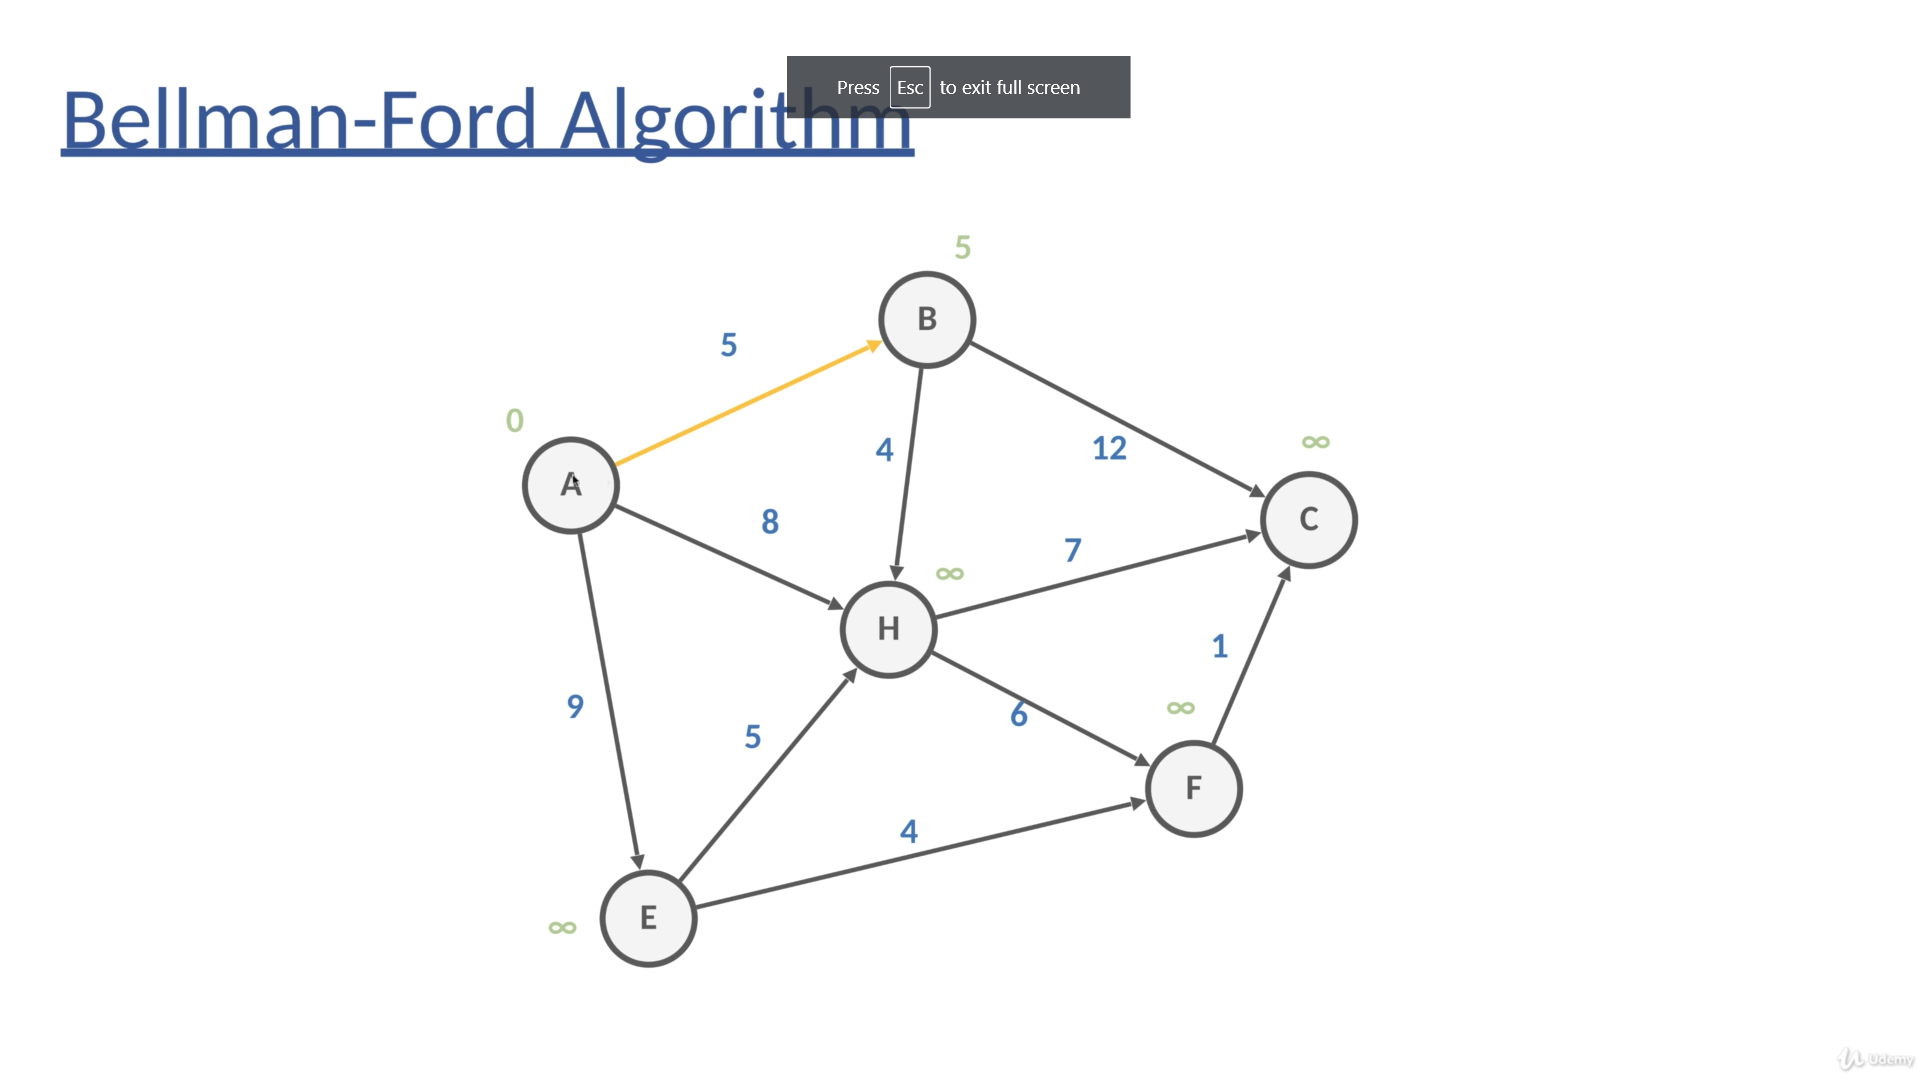 Press Esc to exit full screen
Bellman-Ford Algorithm
5
B
5
0
A
4
12
∞
C
8
7
∞
H
1
9
5
6
∞
F
4
E
∞
Udemy